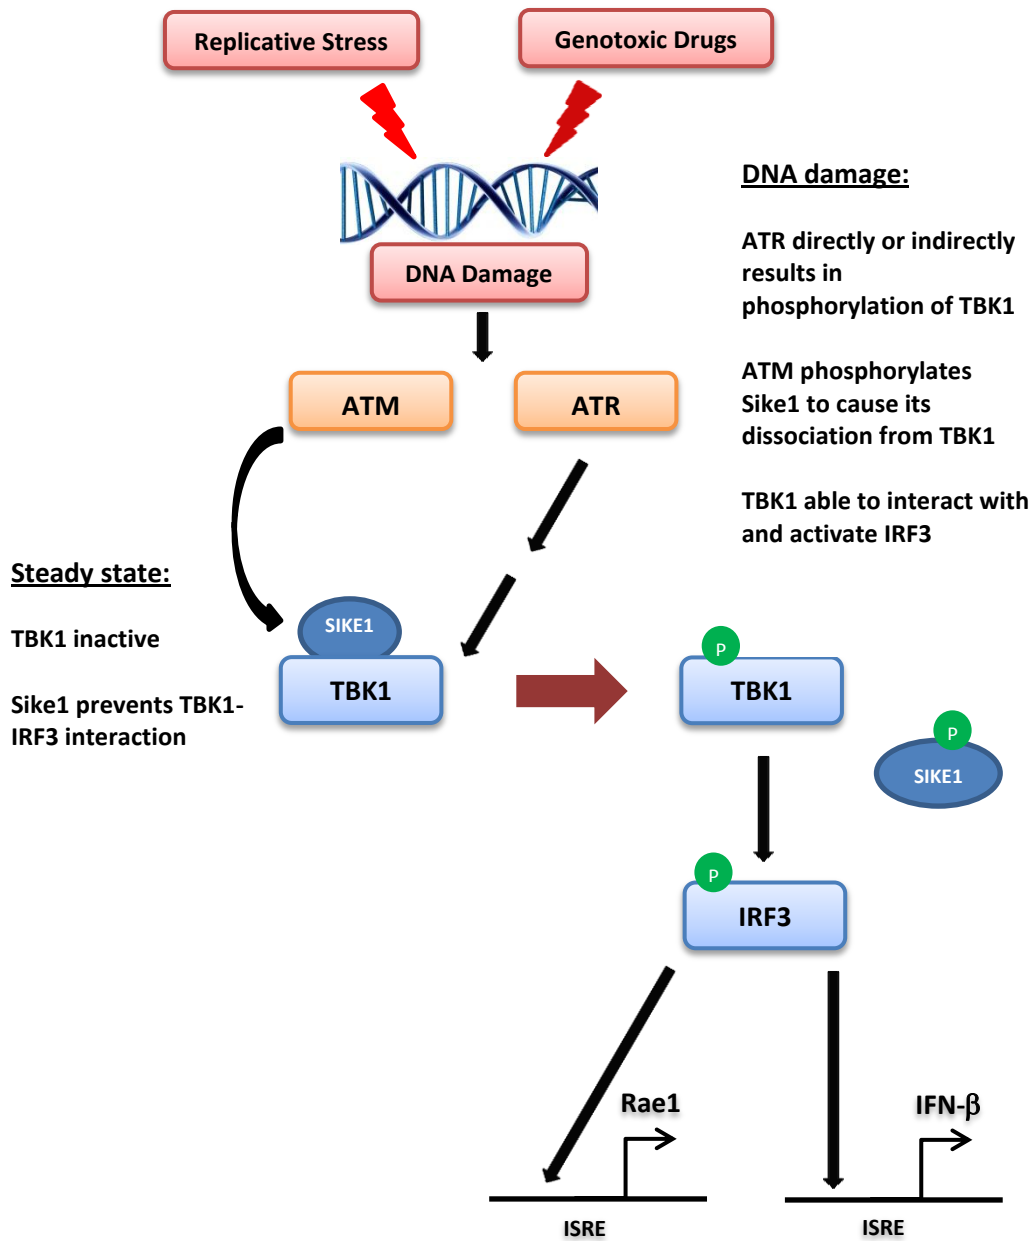 Replicative Stress
Genotoxic Drugs
DNA Damage
DNA damage:
ATR directly or indirectly
results in
phosphorylation of TBK1
ATM phosphorylates
Sike1 to cause its
dissociation from TBK1
TBK1 able to interact with
and activate IRF3
ATM
ATR
Steady state:
TBK1 inactive
Sike1 prevents TBK1-
IRF3 interaction
SIKE1
TBK1
P
TBK1
P
SIKE1
P
IRF3
Rae1
IFN-β
ISRE
ISRE